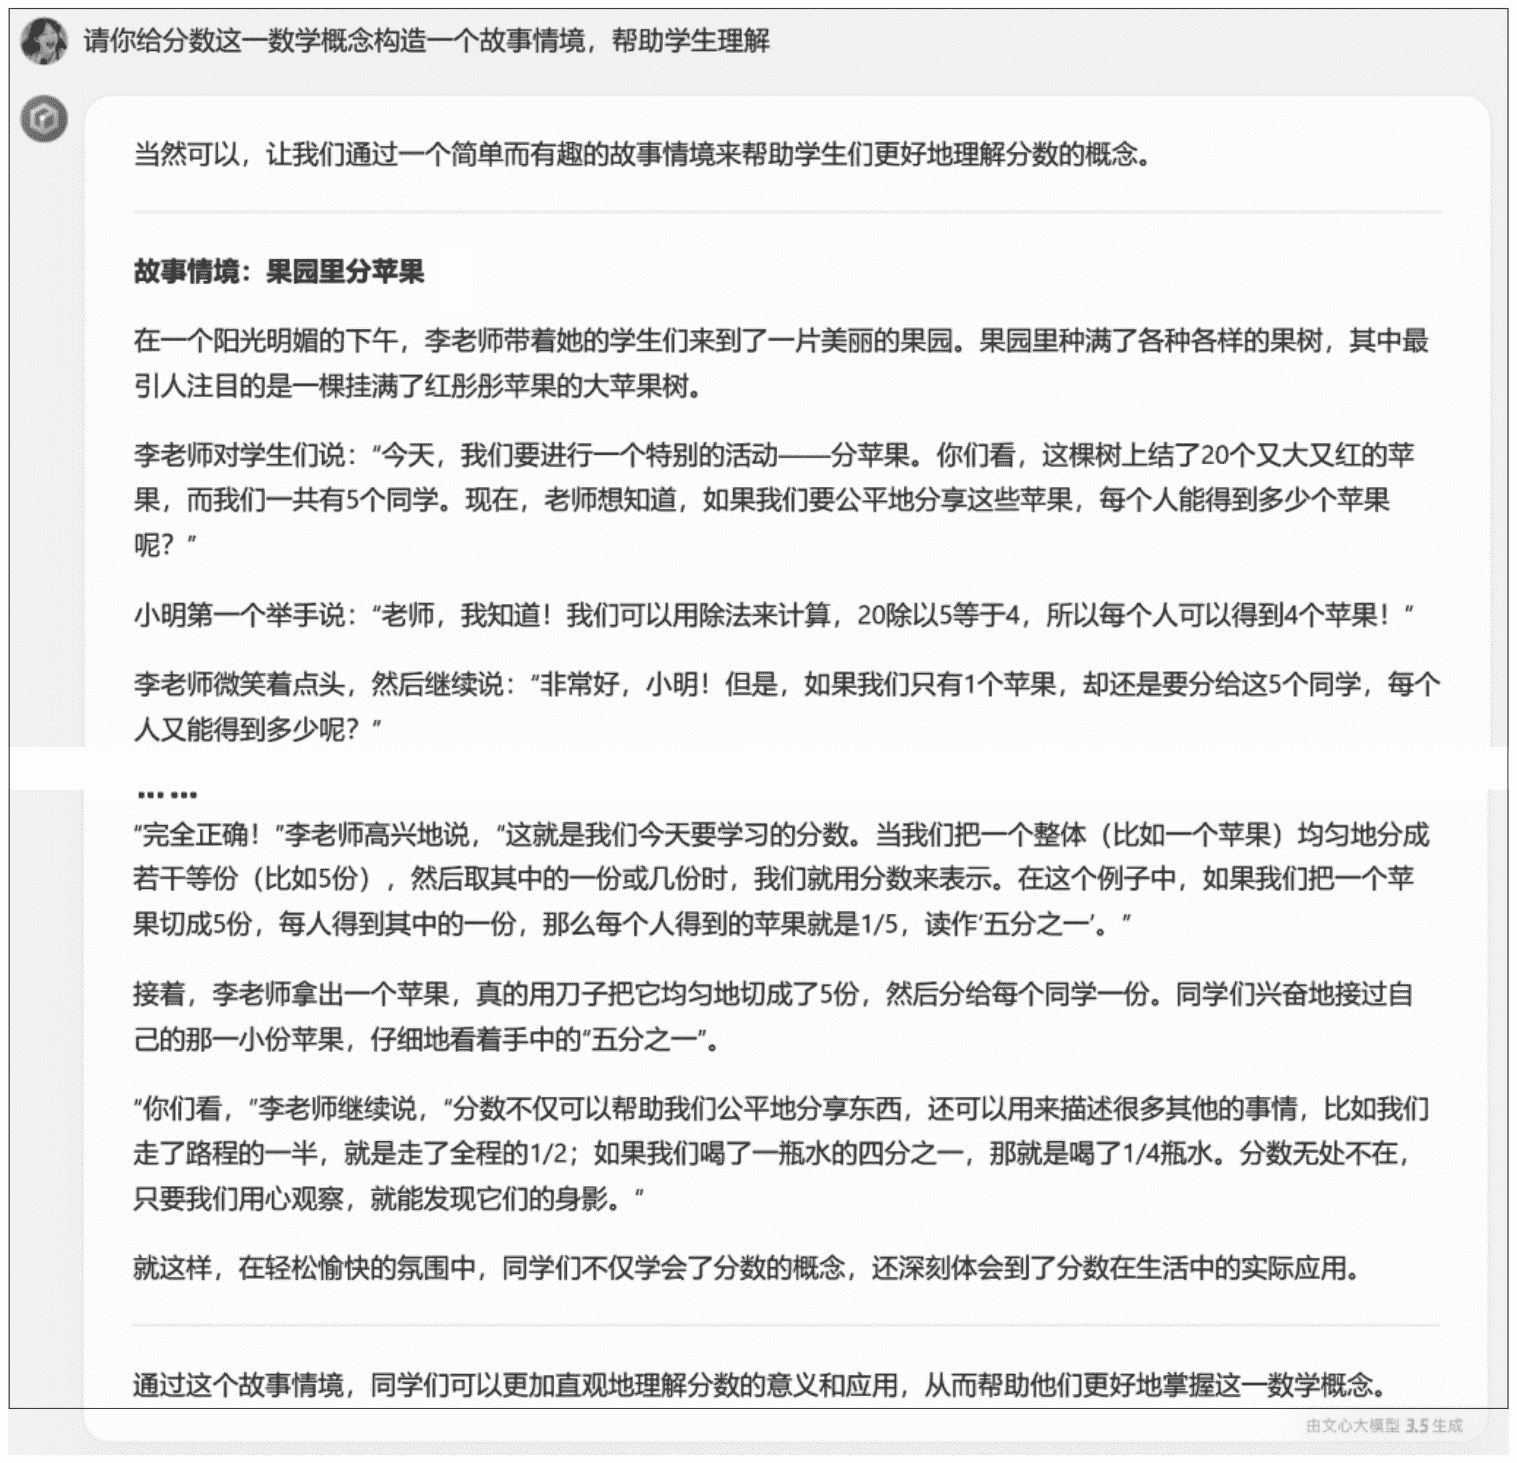 请你给分数这一数学概念构造一个故事情境，帮助学生理解
当然可以，让我们通过一个简单而有趣的故事情境来帮助学生们更好地理解分数的概念。
故事情境：果园里分苹果
在一个阳光明媚的下午，李老师带着她的学生们来到了一片美丽的果园。果园里种满了各种各样的果树，其中最
引人注目的是一棵挂满了红彤彤苹果的大苹果树。
李老师对学生们说：“今天，我们要进行一个特别的活动——分苹果。你们看，这棵树上结了20个又大又红的苹
果，而我们一共有5个同学。现在，老师想知道，如果我们要公平地分享这些苹果，每个人能得到多少个苹果
呢？”
小明第一个举手说：“老师，我知道！我们可以用除法来计算，20除以5等于4，所以每个人可以得到4个苹果！“
李老师微笑着点头，然后继续说：“非常好，小明！但是，如果我们只有1个苹果，却还是要分给这5个同学，每个
人又能得到多少呢？”
……
“完全正确！”李老师高兴地说，“这就是我们今天要学习的分数。当我们把一个整体（比如一个苹果）均匀地分成
若干等份（比如5份），然后取其中的一份或几份时，我们就用分数来表示。在这个例子中，如果我们把一个苹
果切成5份，每人得到其中的一份，那么每个人得到的苹果就是1/5，读作‘五分之一’。”
接着，李老师拿出一个苹果，真的用刀子把它均匀地切成了5份，然后分给每个同学一份。同学们兴奋地接过自
己的那一小份苹果，仔细地看着手中的“五分之一”。
“你们看，”李老师继续说，“分数不仅可以帮助我们公平地分享东西，还可以用来描述很多其他的事情，比如我们
走了路程的一半，就是走了全程的1/2；如果我们喝了一瓶水的四分之一，那就是喝了1/4瓶水。分数无处不在，
只要我们用心观察，就能发现它们的身影。”
就这样，在轻松愉快的氛围中，同学们不仅学会了分数的概念，还深刻体会到了分数在生活中的实际应用。
通过这个故事情境，同学们可以更加直观地理解分数的意义和应用，从而帮助他们更好地掌握这一数学概念。
由文心大模型 3.5 生成